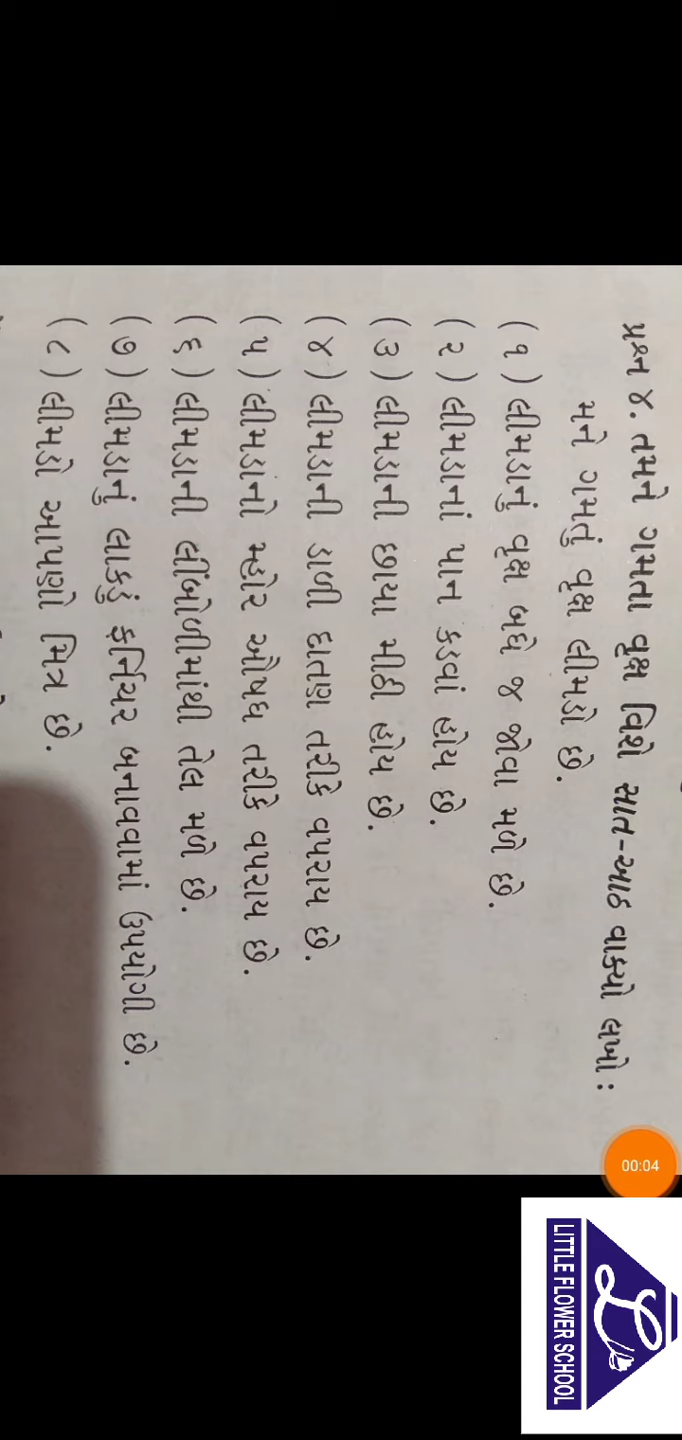 પ્રશ્ન ૪. તમને ગમતા વૃક્ષ વિશે સાત-આઠ વાક્યો લખો :
મને ગમતું વૃક્ષ લીમડો છે.
(૧) લીમડાનું વૃક્ષ બધે જ જોવા મળે છે.
(૨) લીમડાનાં પાન કડવાં હોય છે.
(૩) લીમડાની છાયા મીઠી હોય છે.
(૪) લીમડાની ડાળી દાતણ તરીકે વપરાય છે.
(૫) લીમડાનો મ્હોર ઔષધ તરીકે વપરાય છે.
(૬) લીમડાની લીંબોળીમાંથી તેલ મળે છે.
(૭) લીમડાનું લાકડું ફર્નિચર બનાવવામાં ઉપયોગી છે.
(૮) લીમડો આપણો મિત્ર છે.
00:04
LITTLE FLOWER SCHOOL